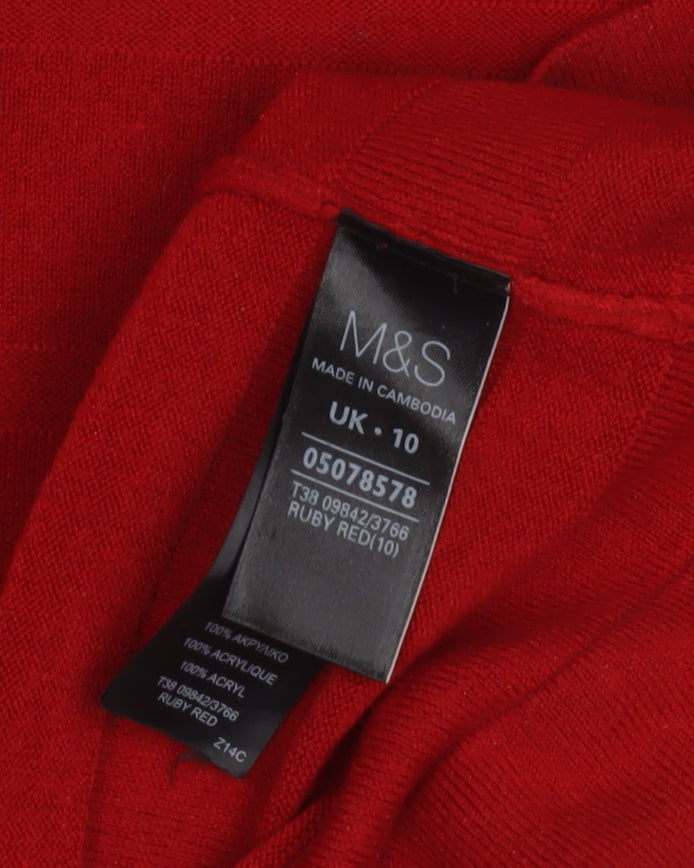 M&S
MADE IN CAMBODIA
UK • 10
05078578
T38 09842/3766
RUBY RED(10)
100% ΑΚΡΥΛΙΚΟ
100% ACRYLIQUE
100% ACRYL
T38 09842/3766
RUBY RED
Z14C